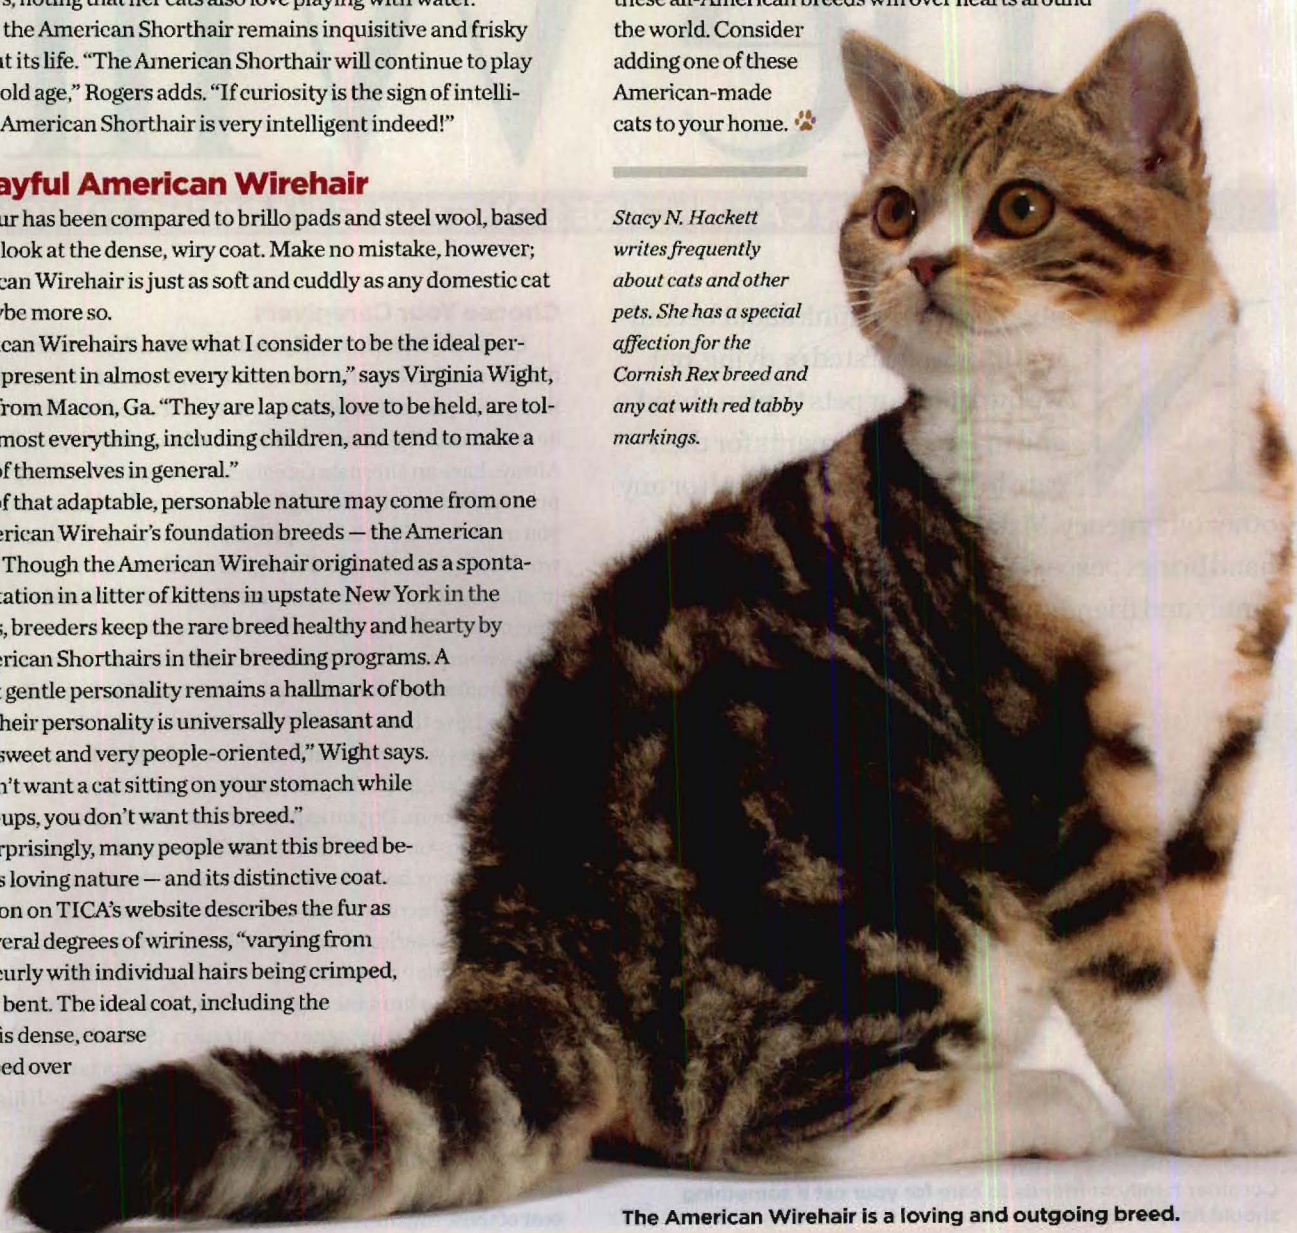 the American Shorthair remains inquisitive and frisky
t its life. “The American Shorthair will continue to play
old age,” Rogers adds. “If curiosity is the sign of intelli-
American Shorthair is very intelligent indeed!”
ayful American Wirehair
ur has been compared to brillo pads and steel wool, based
look at the dense, wiry coat. Make no mistake, however;
can Wirehair is just as soft and cuddly as any domestic cat
ybe more so.
can Wirehairs have what I consider to be the ideal per-
present in almost every kitten born,” says Virginia Wight,
from Macon, Ga. “They are lap cats, love to be held, are tol-
most everything, including children, and tend to make a
of themselves in general.”
of that adaptable, personable nature may come from one
erican Wirehair’s foundation breeds — the American
Though the American Wirehair originated as a sponta-
tation in a litter of kittens in upstate New York in the
s, breeders keep the rare breed healthy and hearty by
erican Shorthairs in their breeding programs. A
gentle personality remains a hallmark of both
heir personality is universally pleasant and
sweet and very people-oriented,” Wight says.
n’t want a cat sitting on your stomach while
-ups, you don’t want this breed.”
rprisingly, many people want this breed be-
s loving nature — and its distinctive coat.
on on TICA’s website describes the fur as
veral degrees of wiriness, “varying from
curly with individual hairs being crimped,
bent. The ideal coat, including the
is dense, coarse
ed over
these all-American breeds win over hearts around
the world. Consider
adding one of these
American-made
cats to your home.
Stacy N. Hackett
writes frequently
about cats and other
pets. She has a special
affection for the
Cornish Rex breed and
any cat with red tabby
markings.
The American Wirehair is a loving and outgoing breed.